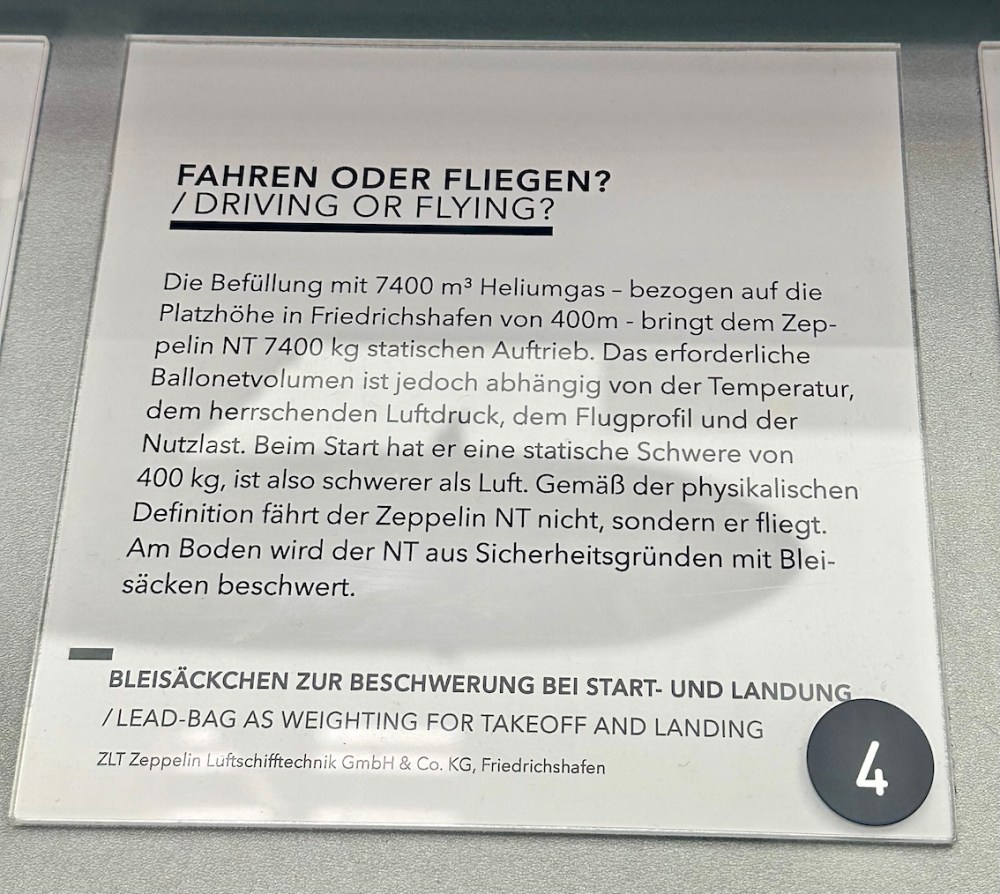 FAHREN ODER FLIEGEN?
/DRIVING OR FLYING?
Die Befüllung mit 7400 m³ Heliumgas – bezogen auf die
Platzhöhe in Friedrichshafen von 400m - bringt dem Zep-
pelin NT 7400 kg statischen Auftrieb. Das erforderliche
Ballonetvolumen ist jedoch abhängig von der Temperatur,
dem herrschenden Luftdruck, dem Flugprofil und der
Nutzlast. Beim Start hat er eine statische Schwere von
400 kg, ist also schwerer als Luft. Gemäß der physikalischen
Definition fährt der Zeppelin NT nicht, sondern er fliegt.
Am Boden wird der NT aus Sicherheitsgründen mit Blei-
säcken beschwert.
BLEISÄCKCHEN ZUR BESCHWERUNG BEI START- UND LANDUNG
/LEAD-BAG AS WEIGHTING FOR TAKEOFF AND LANDING
ZLT Zeppelin Luftschifftechnik GmbH & Co. KG, Friedrichshafen
4